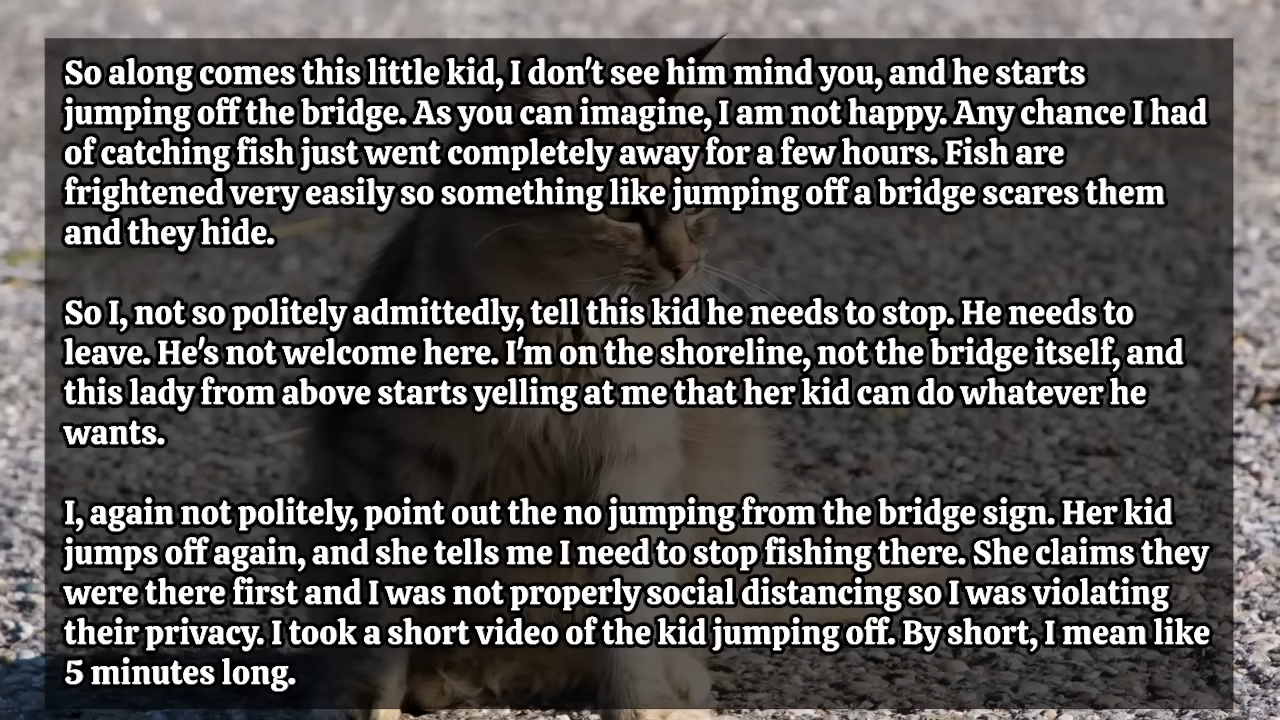 So along comes this little kid, I don't see him mind you, and he starts
jumping off the bridge. As you can imagine, I am not happy. Any chance I had
of catching fish just went completely away for a few hours. Fish are
frightened very easily so something like jumping off a bridge scares them
and they hide.
So I, not so politely admittedly, tell this kid he needs to stop. He needs to
leave. He's not welcome here. I'm on the shoreline, not the bridge itself, and
this lady from above starts yelling at me that her kid can do whatever he
wants.
I, again not politely, point out the no jumping from the bridge sign. Her kid
jumps off again, and she tells me I need to stop fishing there. She claims they
were there first and I was not properly social distancing so I was violating
their privacy. I took a short video of the kid jumping off. By short, I mean like
5 minutes long.